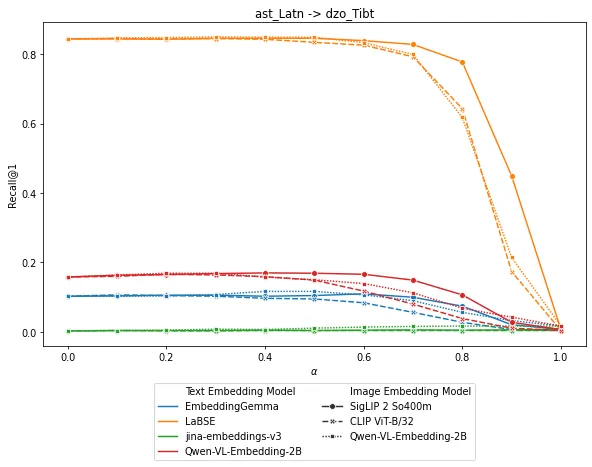 ast_Latn -> dzo_Tibt
Recall@1
0.8
0.6
0.4
0.2
0.0
0.0 0.2 0.4 0.6 0.8 1.0
α
Text Embedding Model
EmbeddingGemma
LaBSE
jina-embeddings-v3
Qwen-VL-Embedding-2B
Image Embedding Model
SigLIP 2 So400m
CLIP ViT-B/32
Qwen-VL-Embedding-2B